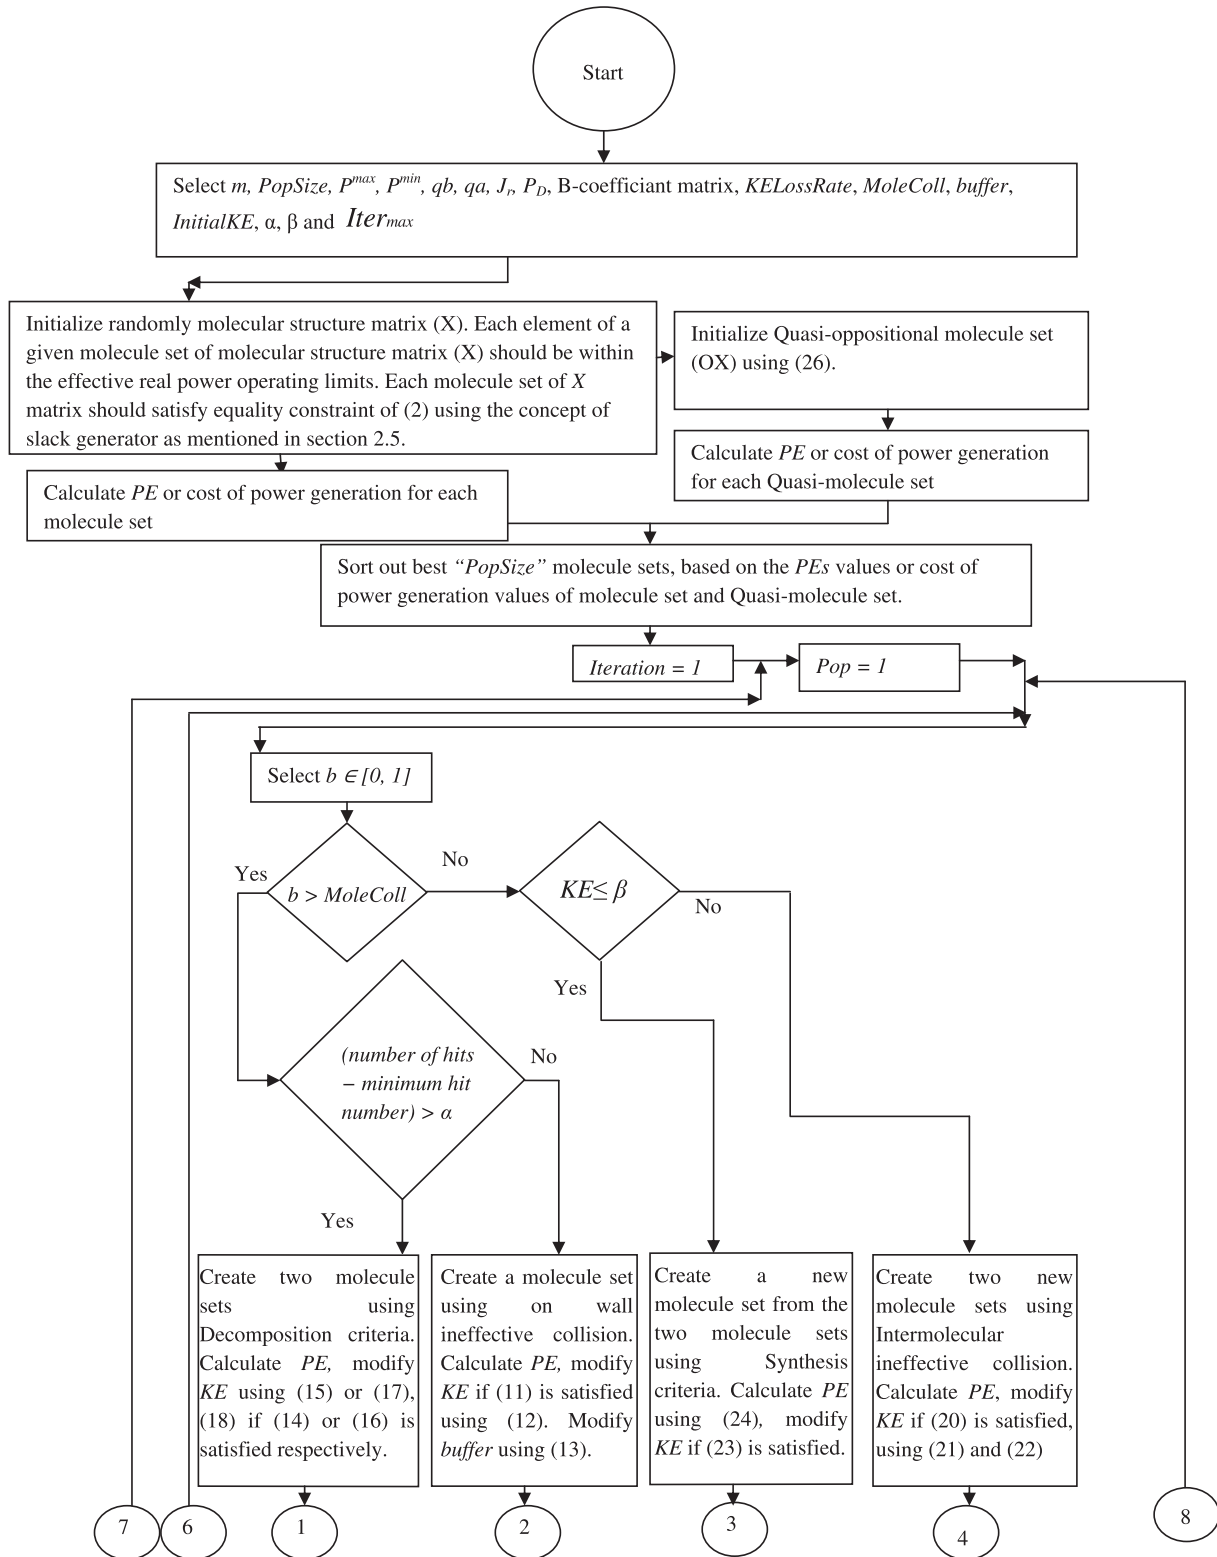 Start
Select m, PopSize, P^max, P^min, qb, qa, J_r, P_D, B-coefficiant matrix, KELossRate, MoleColl, buffer,
InitialKE, α, β and Iter_max
Initialize randomly molecular structure matrix (X). Each element of a
given molecule set of molecular structure matrix (X) should be within
the effective real power operating limits. Each molecule set of X
matrix should satisfy equality constraint of (2) using the concept of
slack generator as mentioned in section 2.5.
Initialize Quasi-oppositional molecule set
(OX) using (26).
Calculate PE or cost of power generation
for each Quasi-molecule set
Calculate PE or cost of power generation for each
molecule set
Sort out best “PopSize” molecule sets, based on the PEs values or cost of
power generation values of molecule set and Quasi-molecule set.
Iteration = 1
Pop = 1
Select b ∈[0, 1]
Yes
b > MoleColl
No
KE≤ β
No
Yes
(number of hits
− minimum hit
number) > α
No
Yes
Create two molecule
sets using
Decomposition criteria.
Calculate PE, modify
KE using (15) or (17),
(18) if (14) or (16) is
satisfied respectively.
Create a molecule set
using on wall
ineffective collision.
Calculate PE, modify
KE if (11) is satisfied
using (12). Modify
buffer using (13).
Create a new
molecule set from the
two molecule sets
using Synthesis
criteria. Calculate PE
using (24), modify
KE if (23) is satisfied.
Create two new
molecule sets using
Intermolecular
ineffective collision.
Calculate PE, modify
KE if (20) is satisfied,
using (21) and (22)
7
6
1
2
3
4
8